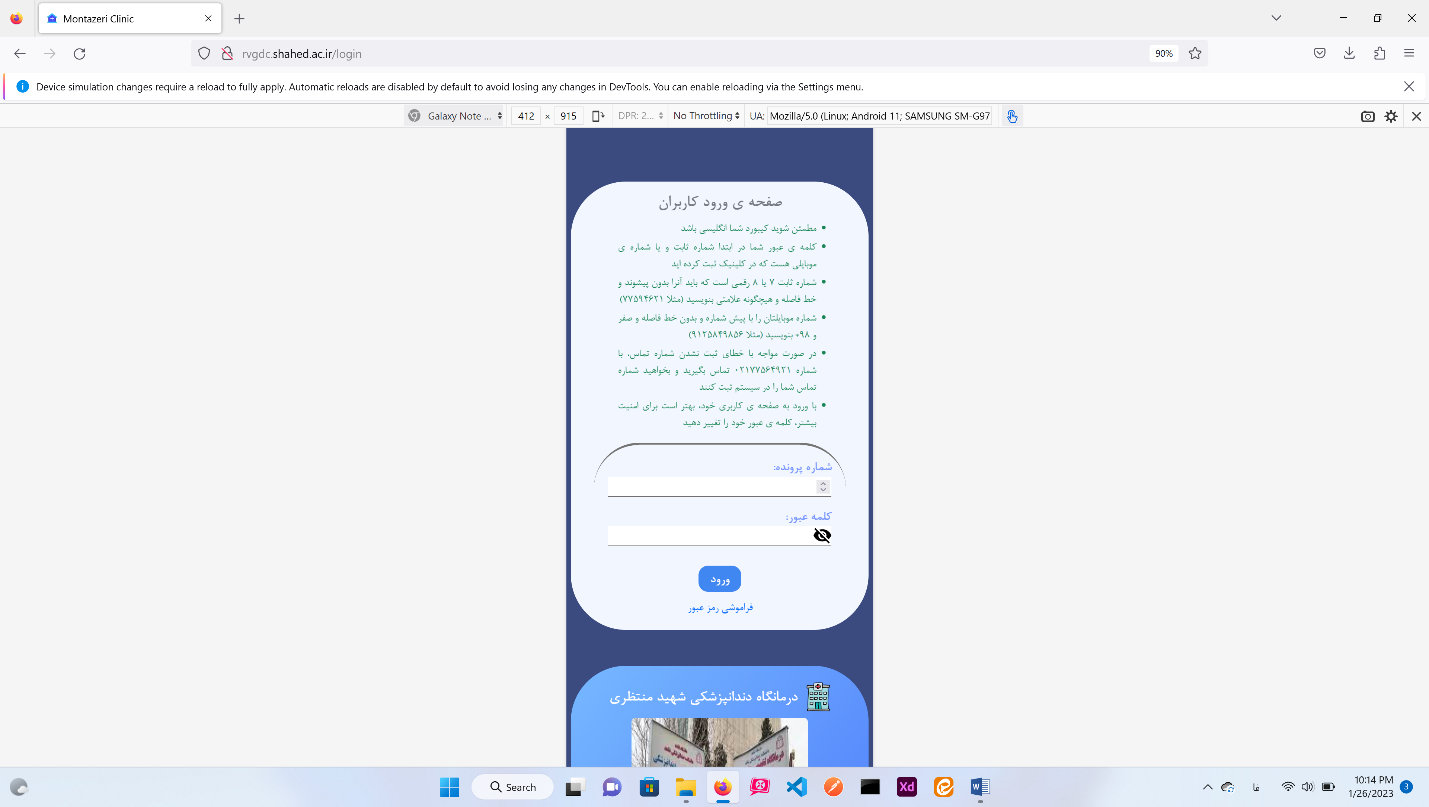 Montazeri Clinic
rvgdc.shahed.ac.ir/login
90%
Device simulation changes require a reload to fully apply. Automatic reloads are disabled by default to avoid losing any changes in DevTools. You can enable reloading via the Settings menu.
Galaxy Note ... 412 × 915 DPR: 2... No Throttling UA: Mozilla/5.0 (Linux; Android 11; SAMSUNG SM-G97
صفحه ی ورود کاربران
مطمئن شوید کیبورد شما انگلیسی باشد
کلمه ی عبور شما در ابتدا شماره ثابت و یا شماره ی
موبایلی هست که در کلینیک ثبت کرده اید
شماره ثابت ۷ یا ۸ رقمی است که باید آنرا بدون پیشوند و
خط فاصله و هیچگونه علامتی بنویسید (مثلا ۷۷۵۹۴۶۲۱)
شماره موبایلتان را با پیش شماره و بدون خط فاصله و صفر
و ۹۸+ بنویسید (مثلا ۹۱۲۵۸۴۹۸۵۶)
در صورت مواجه با خطای ثبت نشدن شماره تماس، با
شماره ۰۲۱۷۷۵۶۴۹۲۱ تماس بگیرید و بخواهید شماره
تماس شما را در سیستم ثبت کنند
با ورود به صفحه ی کاربری خود، بهتر است برای امنیت
بیشتر، کلمه ی عبور خود را تغییر دهید
شماره پرونده:
کلمه عبور:
ورود
فراموشی رمز عبور
درمانگاه دندانپزشکی شهید منتظری
Search
Xd
فا
10:14 PM
1/26/2023
3